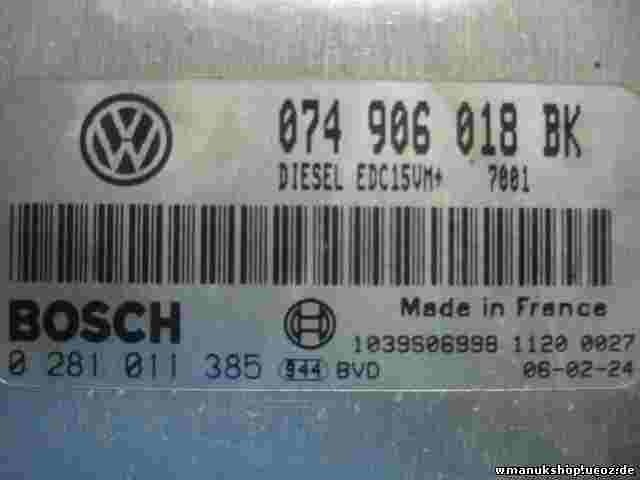 074 906 018 BK
DIESEL EDC15VM+ 7001
BOSCH
Made in France
1039S06998 1120 0027
0 281 011 385 944 BVD 06-02-24
wmanukshop.ucoz.de